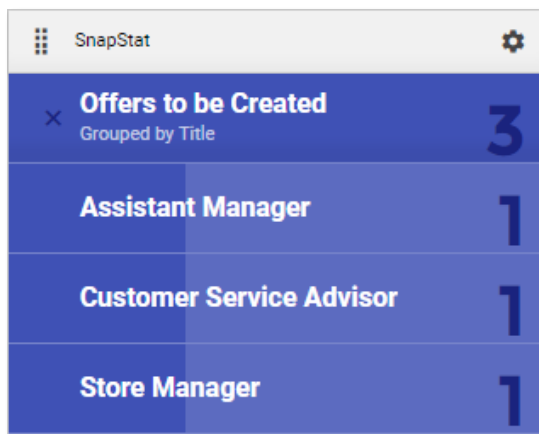 SnapStat
Offers to be Created
Grouped by Title
3
Assistant Manager
1
Customer Service Advisor
1
Store Manager
1